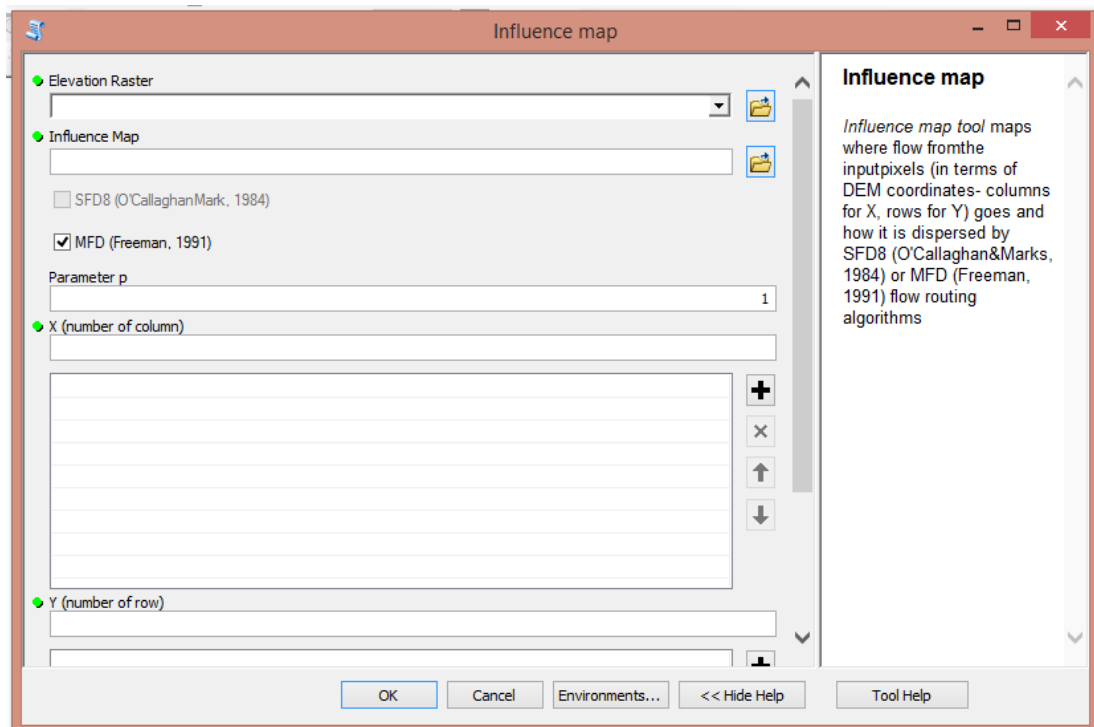 Influence map
Elevation Raster
Influence Map
SFD8 (O'CallaghanMark, 1984)
MFD (Freeman, 1991)
Parameter p
1
X (number of column)
Y (number of row)
OK
Cancel
Environments...
<< Hide Help
Tool Help
Influence map
Influence map tool maps
where flow fromthe
inputpixels (in terms of
DEM coordinates- columns
for X, rows for Y) goes and
how it is dispersed by
SFD8 (O'Callaghan&Marks,
1984) or MFD (Freeman,
1991) flow routing
algorithms